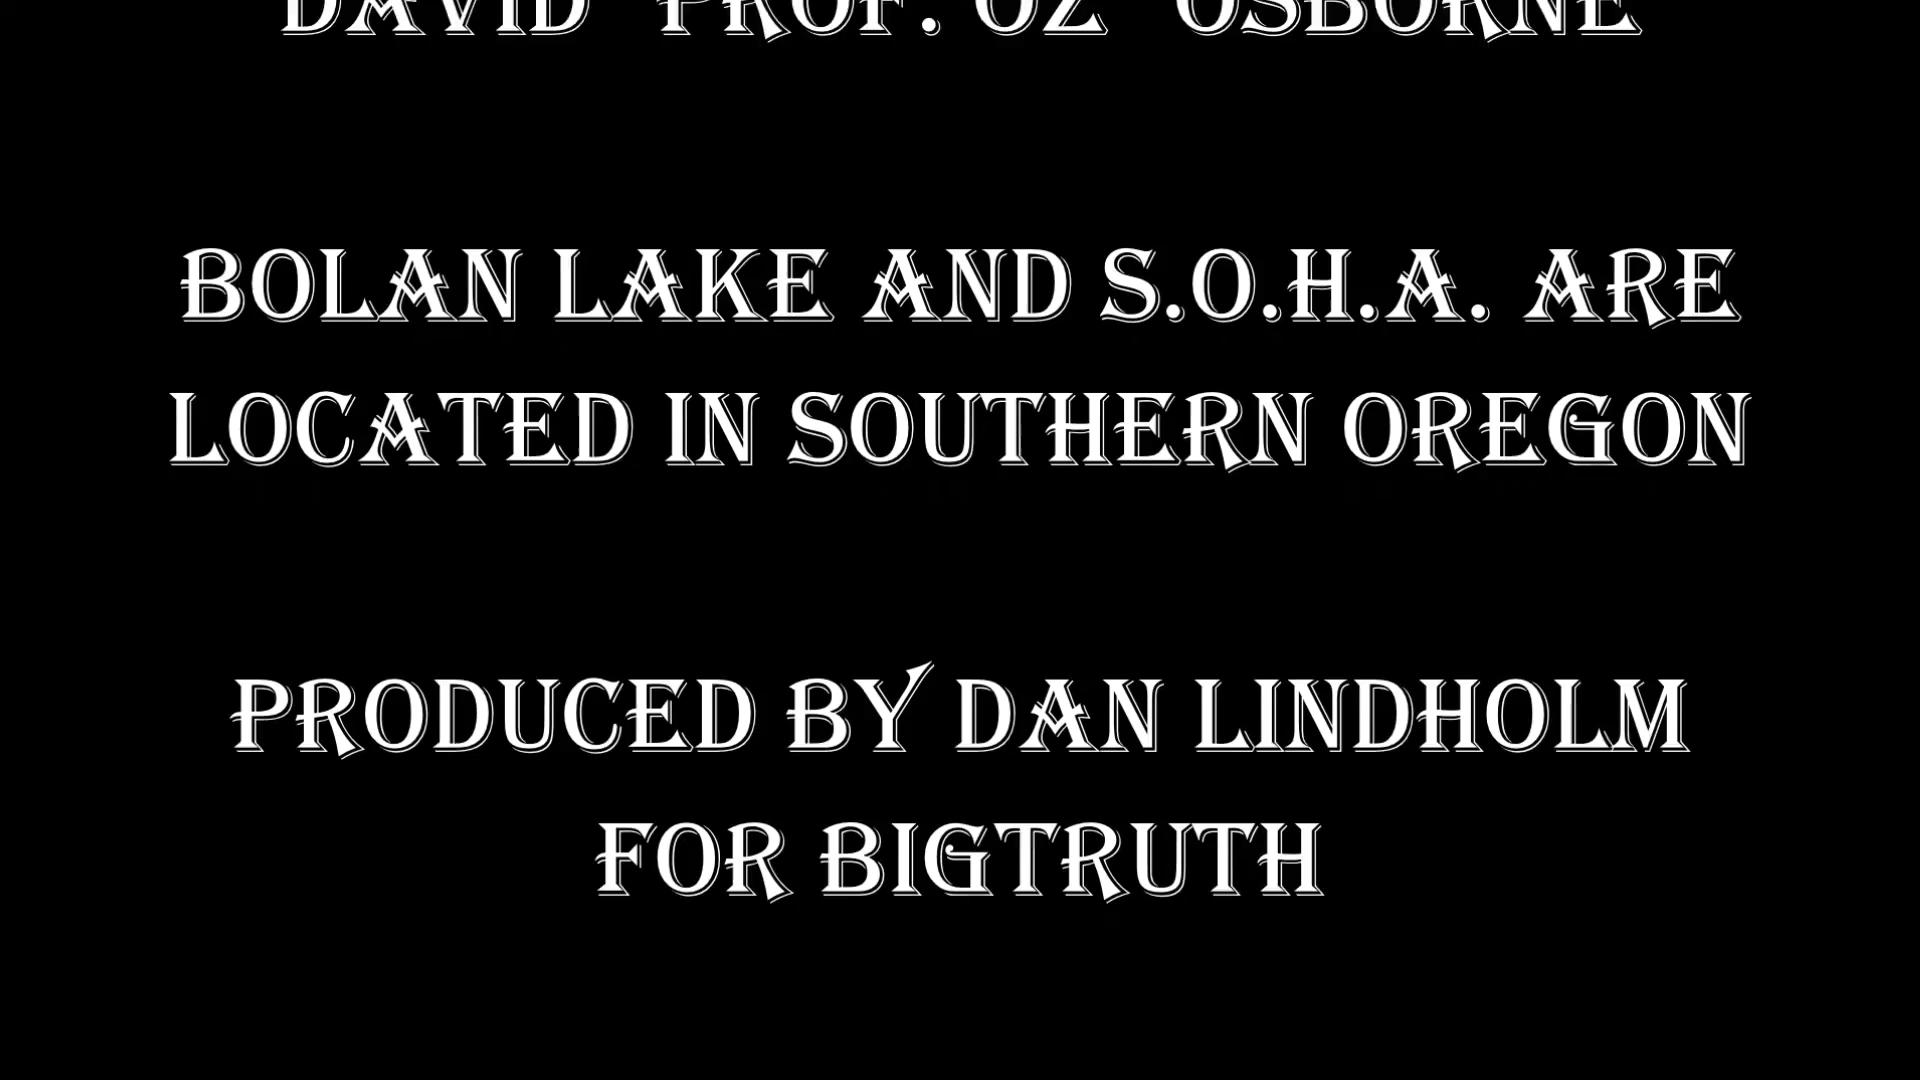 DAVID "PROF. OZ" OSBORNE
BOLAN LAKE AND S.O.H.A. ARE
LOCATED IN SOUTHERN OREGON
PRODUCED BY DAN LINDHOLM
FOR BIGTRUTH